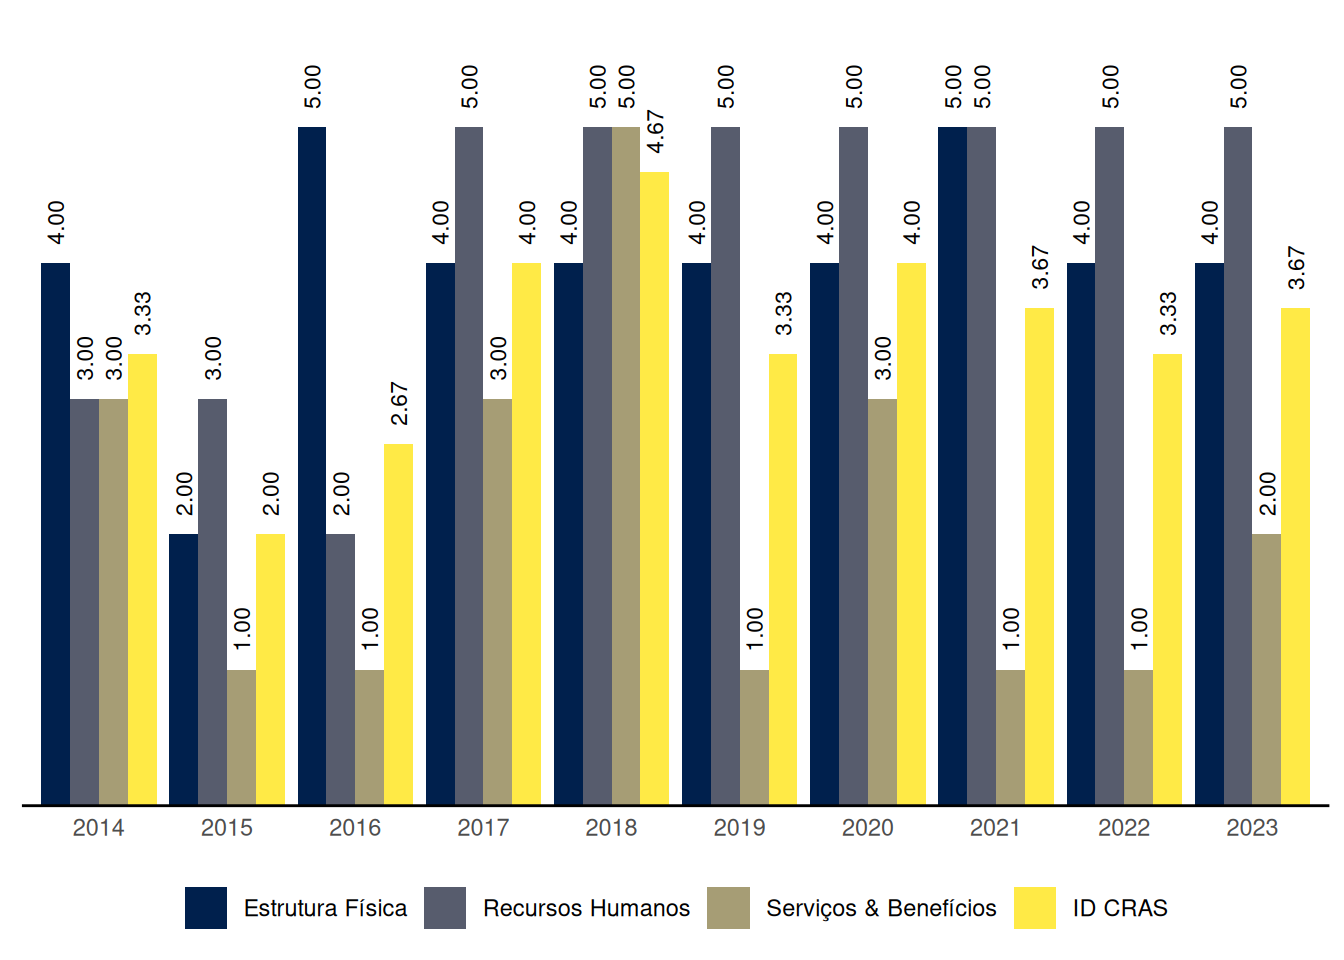 4.00 3.00 3.00 3.33 2.00 3.00 1.00 2.00 5.00 2.00 1.00 2.67 4.00 5.00 3.00 4.00 4.00 5.00 5.00 4.67 4.00 5.00 1.00 3.33 4.00 5.00 3.00 4.00 5.00 5.00 1.00 3.67 4.00 5.00 1.00 3.33 4.00 5.00 2.00 3.67
2014 2015 2016 2017 2018 2019 2020 2021 2022 2023
Estrutura Física Recursos Humanos Serviços & Benefícios ID CRAS